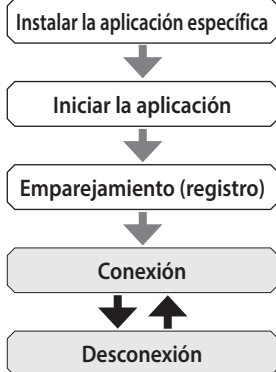 Instalar la aplicación específica
Iniciar la aplicación
Emparejamiento (registro)
Conexión
Desconexión